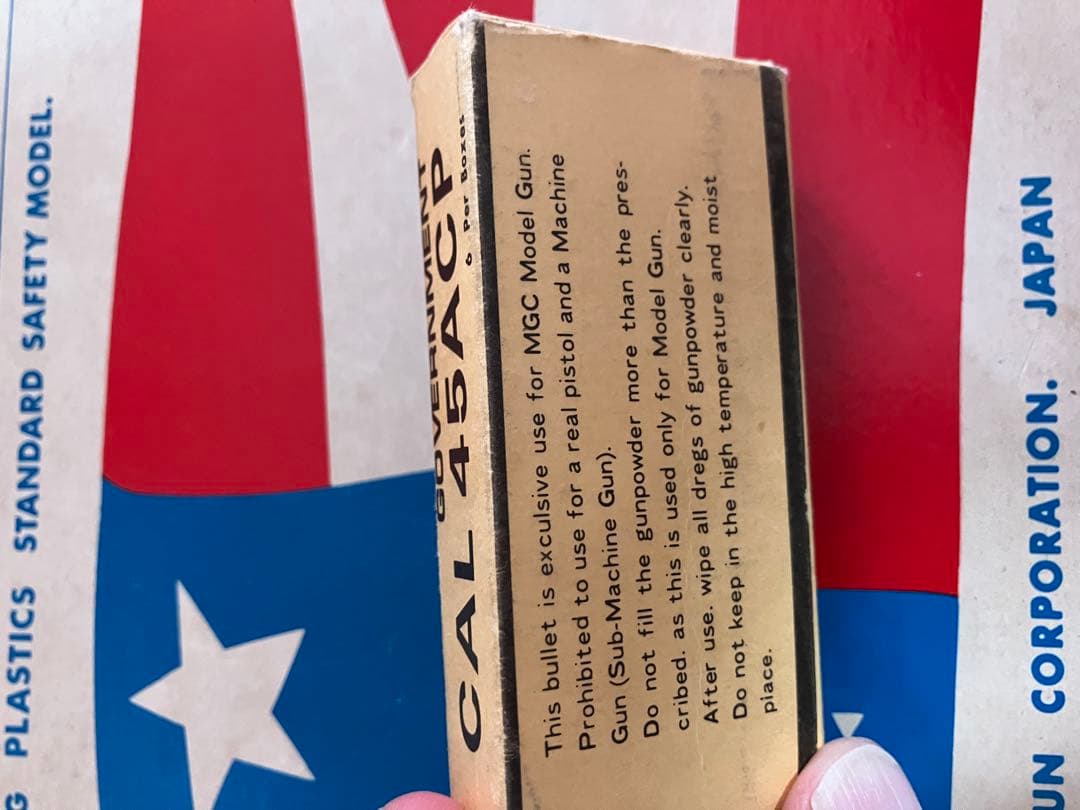 PLASTICS STANDARD SAFETY MODEL.
GOVERNMENT
CAL 45ACP
6 Per Boxes
This bullet is exculsive use for MGC Model Gun.
Prohibited to use for a real pistol and a Machine
Gun (Sub-Machine Gun).
Do not fill the gunpowder more than the pres-
cribed. as this is used only for Model Gun.
After use. wipe all dregs of gunpowder clearly.
Do not keep in the high temperature and moist
place.
UN CORPORATION. JAPAN